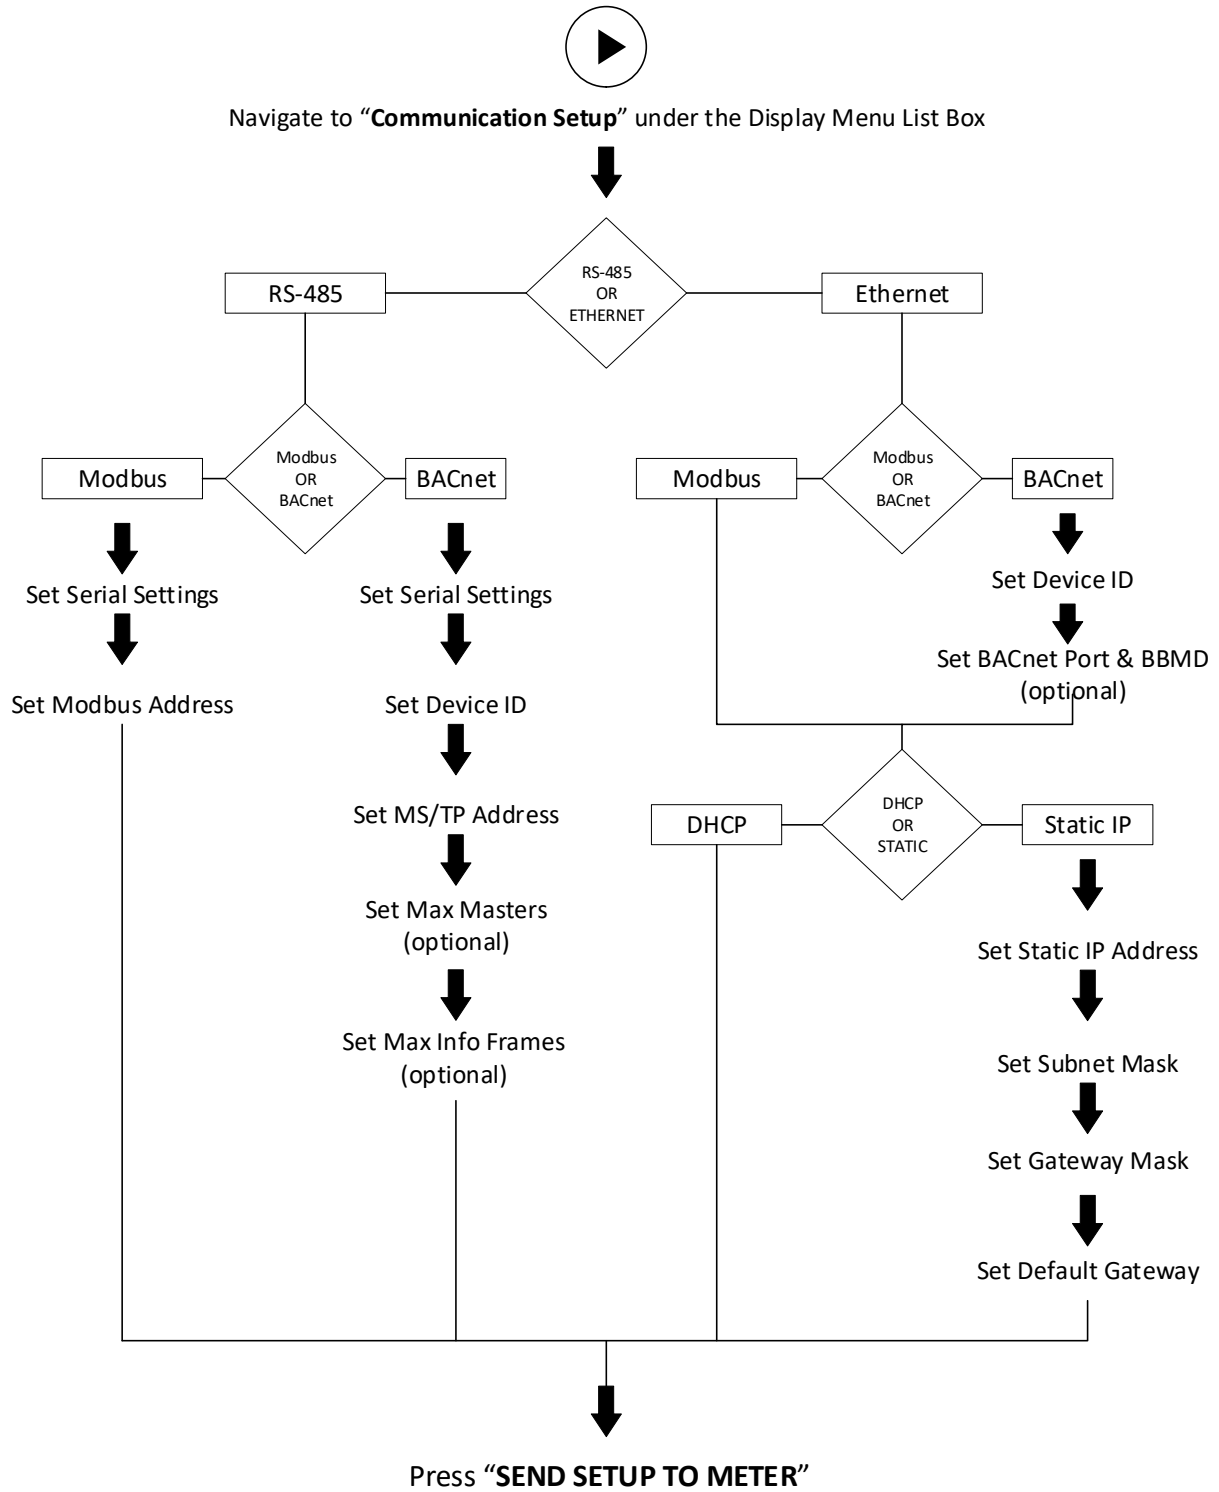 Navigate to “Communication Setup” under the Display Menu List Box
RS-485
OR
ETHERNET
RS-485
Ethernet
Modbus
OR
BACnet
Modbus
BACnet
Set Serial Settings
Set Modbus Address
Set Serial Settings
Set Device ID
Set MS/TP Address
Set Max Masters
(optional)
Set Max Info Frames
(optional)
Modbus
OR
BACnet
Modbus
BACnet
Set Device ID
Set BACnet Port & BBMD
(optional)
DHCP
OR
STATIC
DHCP
Static IP
Set Static IP Address
Set Subnet Mask
Set Gateway Mask
Set Default Gateway
Press “SEND SETUP TO METER”